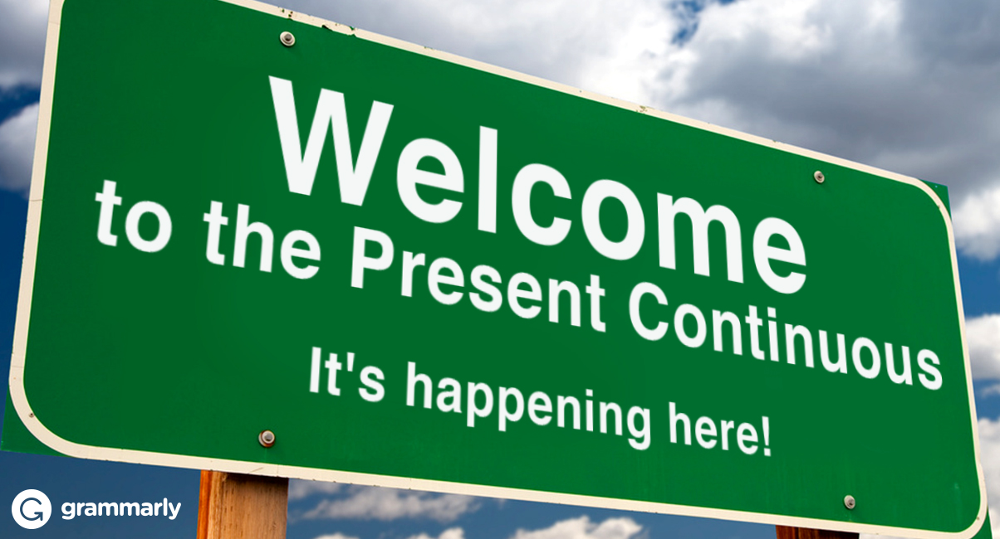 Welcome
to the Present Continuous
It's happening here!
grammarly